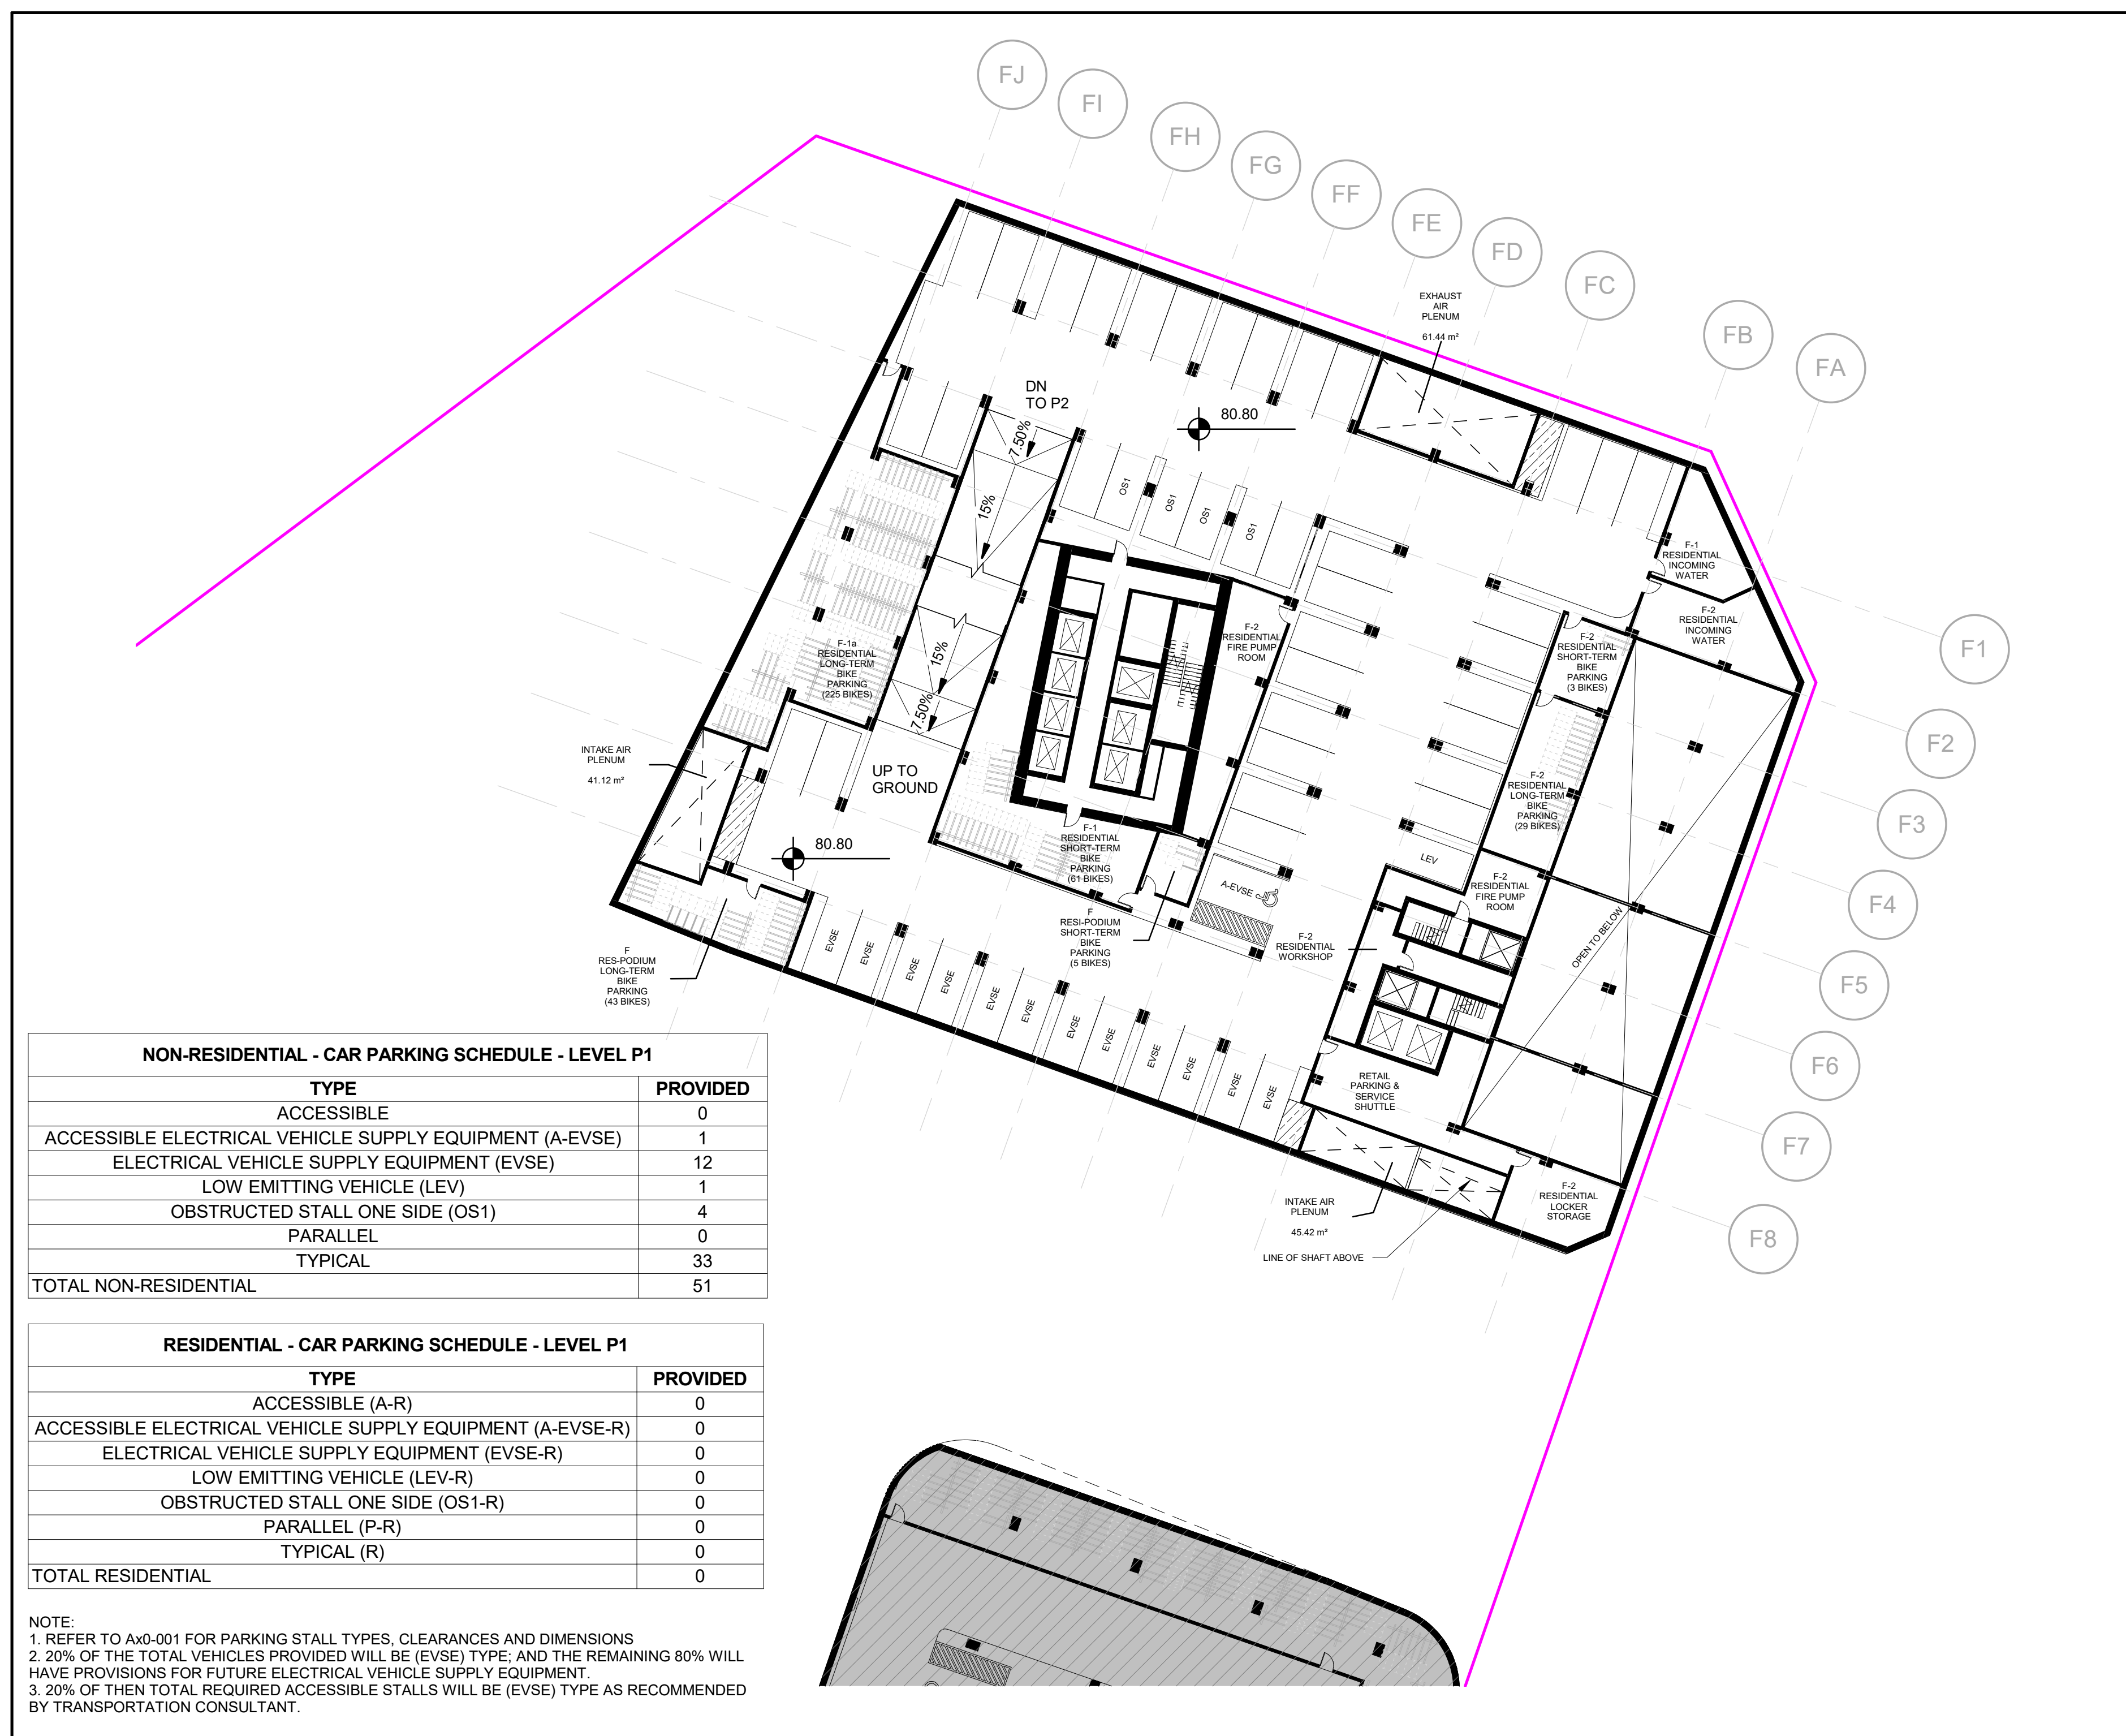 FJ
FI
FH
FG
FF
FE
FD
FC
FB
FA
F1
F2
F3
F4
F5
F6
F7
F8
EXHAUST
AIR
PLENUM
61.44 m²
DN
TO P2
80.80
7.50%
15%
OS1
OS1
OS1
OS1
F-1
RESIDENTIAL
INCOMING
WATER
F-2
RESIDENTIAL
INCOMING
WATER
F-2
RESIDENTIAL
FIRE PUMP
ROOM
F-2
RESIDENTIAL
SHORT-TERM
BIKE
PARKING
(3 BIKES)
F-1a
RESIDENTIAL
LONG-TERM
BIKE
PARKING
(225 BIKES)
15%
7.50%
INTAKE AIR
PLENUM
41.12 m²
UP TO
GROUND
80.80
F-2
RESIDENTIAL
LONG-TERM
BIKE
PARKING
(29 BIKES)
F-1
RESIDENTIAL
SHORT-TERM
BIKE
PARKING
(61 BIKES)
LEV
A-EVSE
F-2
RESIDENTIAL
FIRE PUMP
ROOM
F
RESI-PODIUM
SHORT-TERM
BIKE
PARKING
(5 BIKES)
F-2
RESIDENTIAL
WORKSHOP
OPEN TO BELOW
F
RES-PODIUM
LONG-TERM
BIKE
PARKING
(43 BIKES)
EVSE
EVSE
EVSE
EVSE
EVSE
EVSE
EVSE
EVSE
EVSE
EVSE
EVSE
EVSE
RETAIL
PARKING &
SERVICE
SHUTTLE
INTAKE AIR
PLENUM
45.42 m²
LINE OF SHAFT ABOVE
F-2
RESIDENTIAL
LOCKER
STORAGE
NON-RESIDENTIAL - CAR PARKING SCHEDULE - LEVEL P1
TYPE PROVIDED
ACCESSIBLE 0
ACCESSIBLE ELECTRICAL VEHICLE SUPPLY EQUIPMENT (A-EVSE) 1
ELECTRICAL VEHICLE SUPPLY EQUIPMENT (EVSE) 12
LOW EMITTING VEHICLE (LEV) 1
OBSTRUCTED STALL ONE SIDE (OS1) 4
PARALLEL 0
TYPICAL 33
TOTAL NON-RESIDENTIAL 51
RESIDENTIAL - CAR PARKING SCHEDULE - LEVEL P1
TYPE PROVIDED
ACCESSIBLE (A-R) 0
ACCESSIBLE ELECTRICAL VEHICLE SUPPLY EQUIPMENT (A-EVSE-R) 0
ELECTRICAL VEHICLE SUPPLY EQUIPMENT (EVSE-R) 0
LOW EMITTING VEHICLE (LEV-R) 0
OBSTRUCTED STALL ONE SIDE (OS1-R) 0
PARALLEL (P-R) 0
TYPICAL (R) 0
TOTAL RESIDENTIAL 0
NOTE:
1. REFER TO Ax0-001 FOR PARKING STALL TYPES, CLEARANCES AND DIMENSIONS
2. 20% OF THE TOTAL VEHICLES PROVIDED WILL BE (EVSE) TYPE; AND THE REMAINING 80% WILL
HAVE PROVISIONS FOR FUTURE ELECTRICAL VEHICLE SUPPLY EQUIPMENT.
3. 20% OF THEN TOTAL REQUIRED ACCESSIBLE STALLS WILL BE (EVSE) TYPE AS RECOMMENDED
BY TRANSPORTATION CONSULTANT.